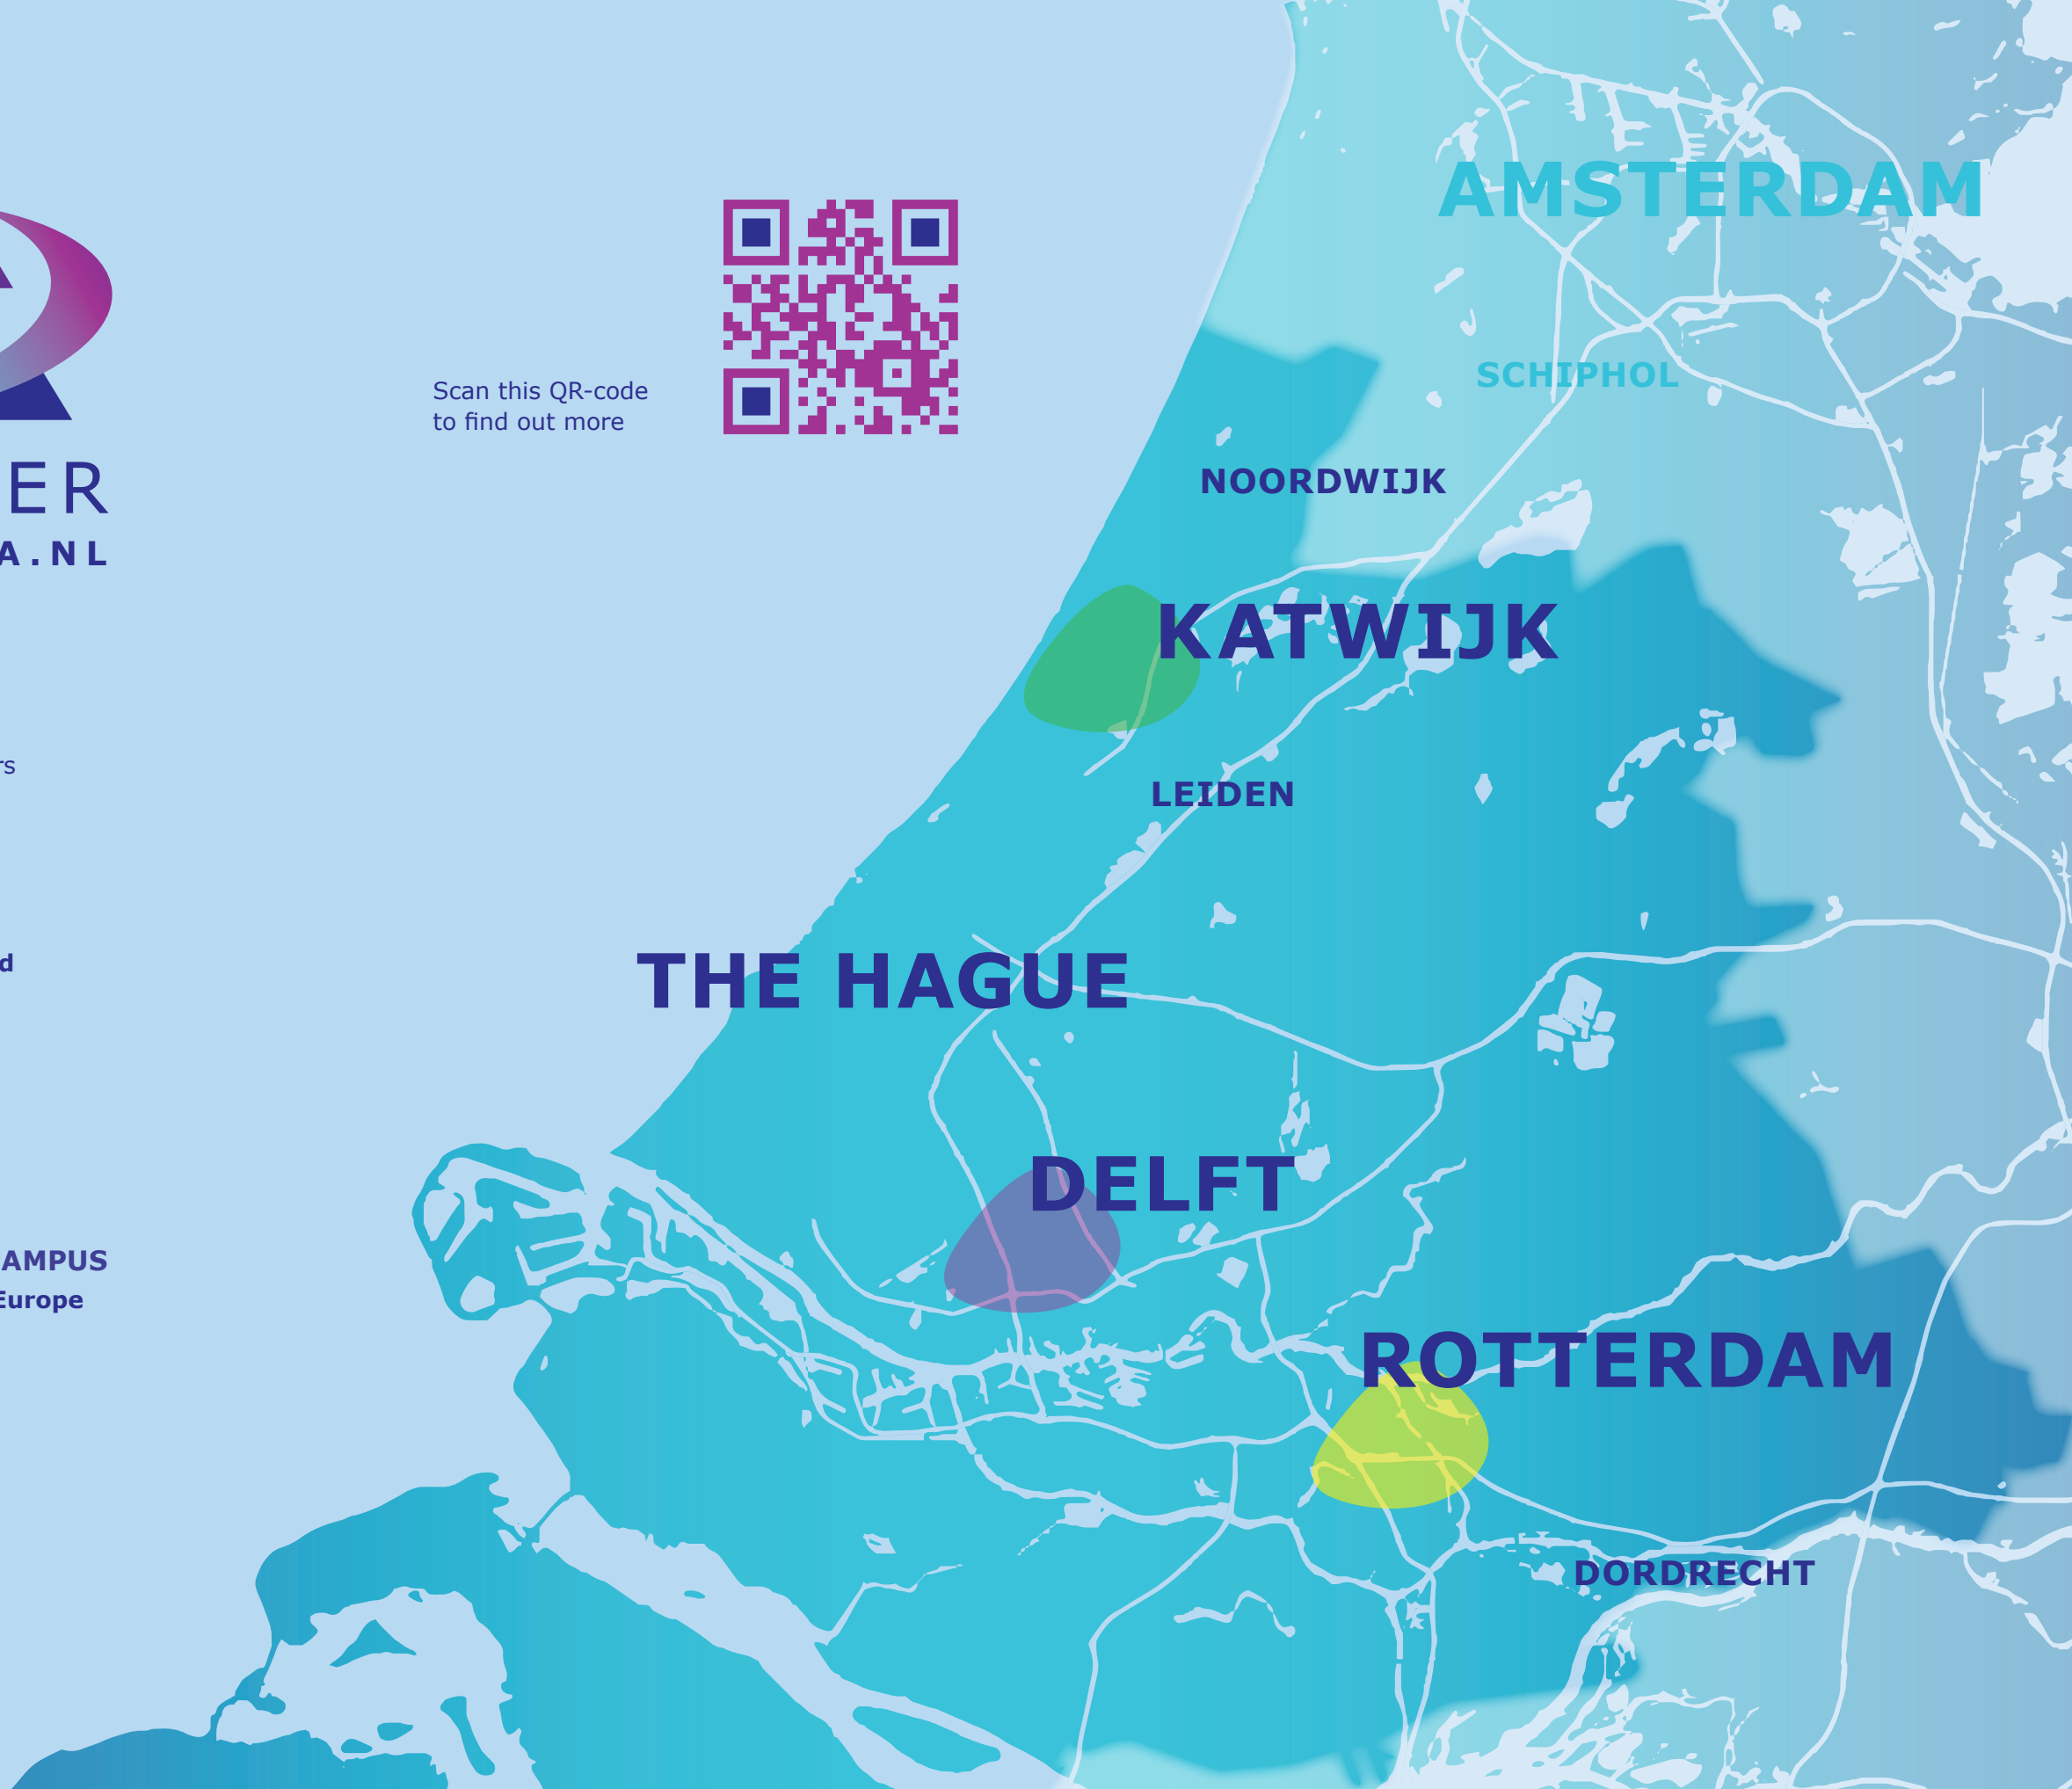 AMSTERDAM
SCHIPHOL
Scan this QR-code
to find out more
NOORDWIJK
ER
A.NL
KATWIJK
rs
LEIDEN
d
THE HAGUE
DELFT
AMPUS
Europe
ROTTERDAM
DORDRECHT